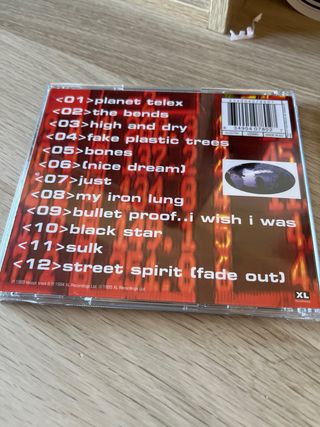 <01>planet telex
<02>the bends
<03>high and dry
<04>fake plastic trees
<05>bones
<06>(nice dream)
<07>just
<08>my iron lung
<09>bullet proof..i wish i was
<10>black star
<11>sulk
<12>street spirit (fade out)
XL